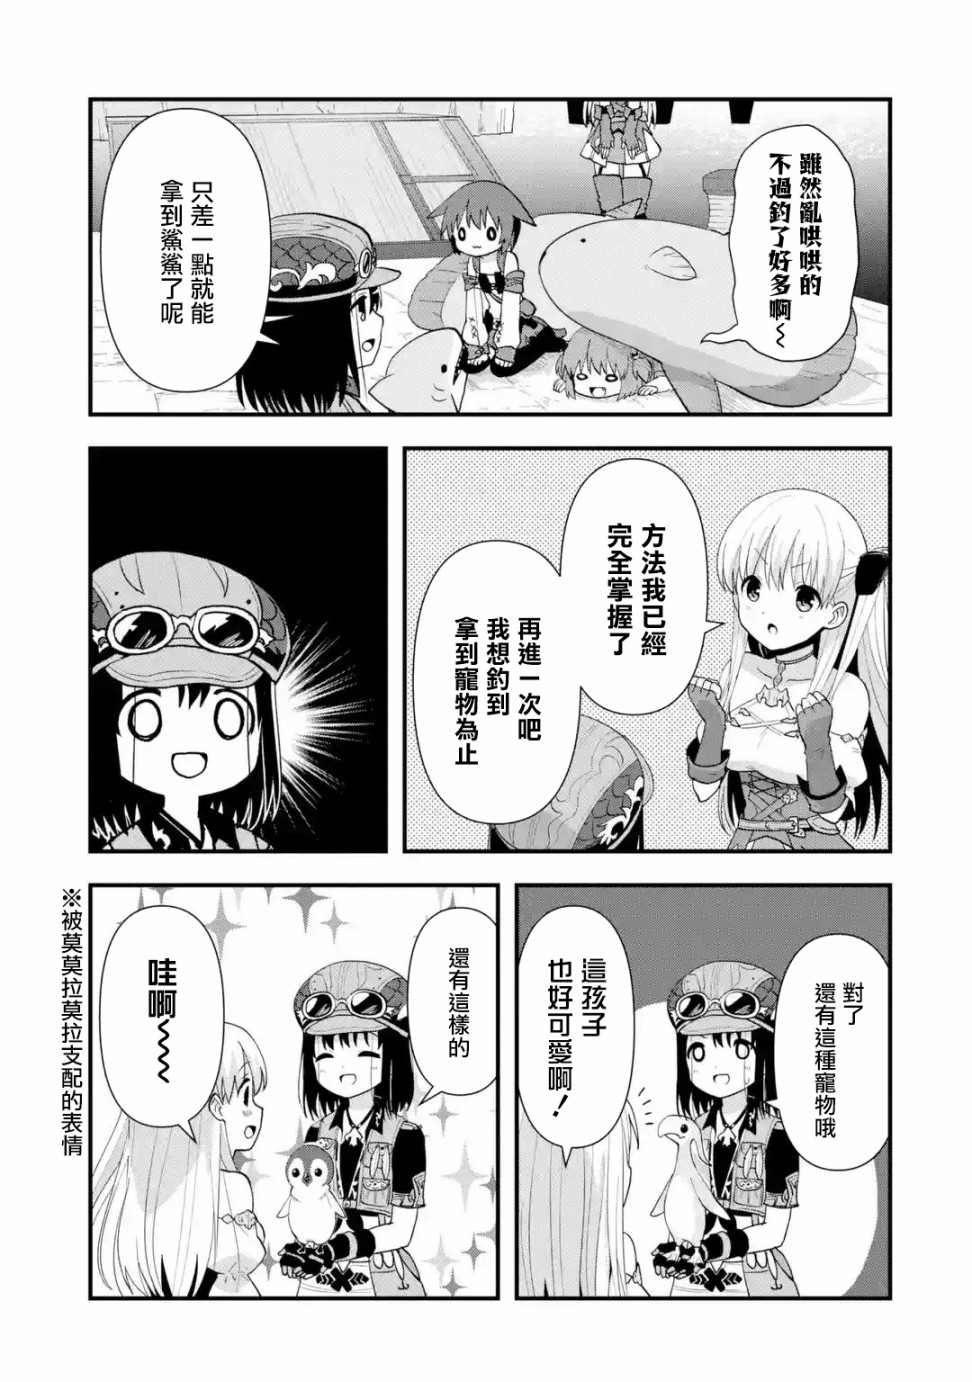 雖然亂哄哄的
不過釣了好多啊～
只差一點就能
拿到鯊鯊了呢
方法我已經
完全掌握了
再進一次吧
我想釣到
拿到寵物為止
對了
還有這種寵物哦
這孩子
也好可愛啊！
還有這樣的
哇啊～～
※被莫莫拉莫拉支配的表情